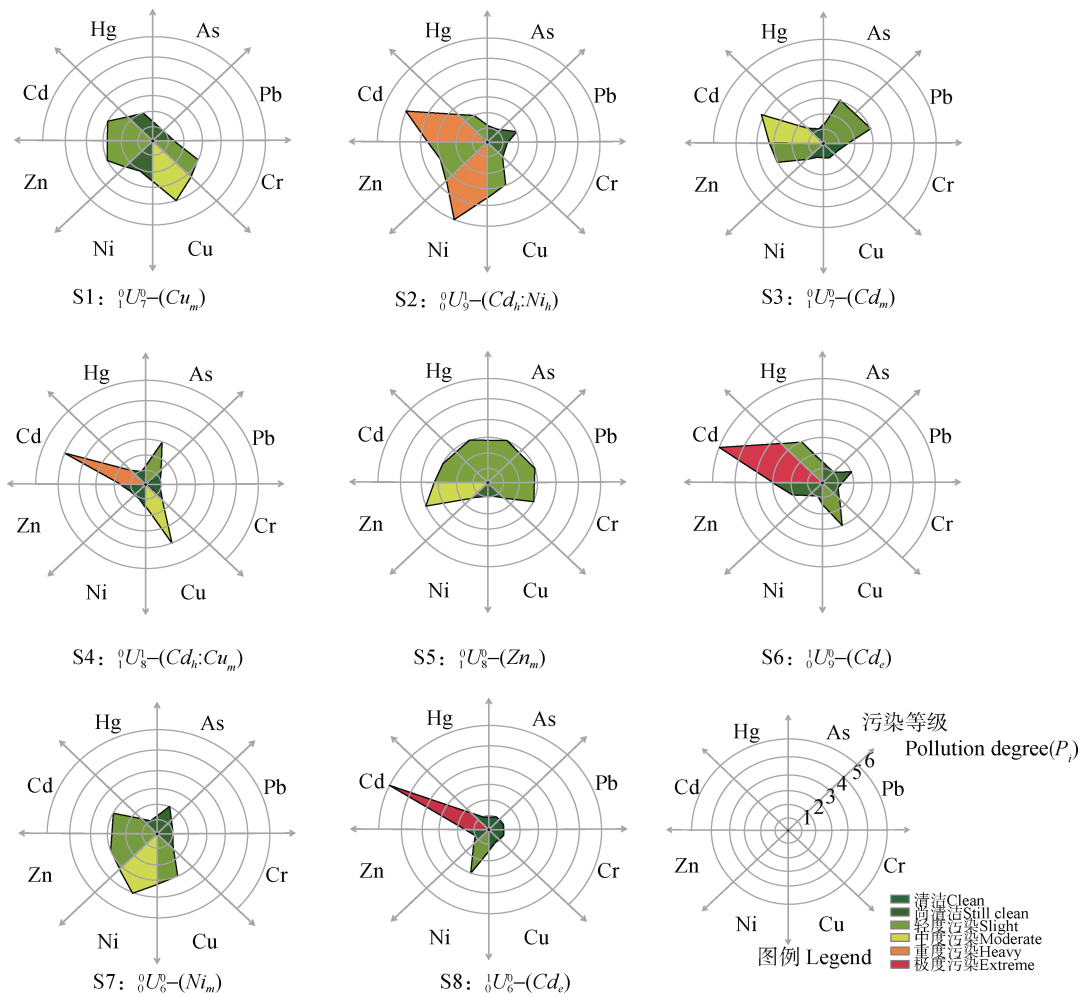 Hg As
Cd Pb
Zn Cr
Ni Cu
S1：⁰₁U⁰₇–(Cuₘ)
Hg As
Cd Pb
Zn Cr
Ni Cu
S2：⁰₀U¹₉–(Cdₕ:Niₕ)
Hg As
Cd Pb
Zn Cr
Ni Cu
S3：⁰₁U⁰₇–(Cdₘ)
Hg As
Cd Pb
Zn Cr
Ni Cu
S4：⁰₁U¹₈–(Cdₕ:Cuₘ)
Hg As
Cd Pb
Zn Cr
Ni Cu
S5：⁰₁U⁰₈–(Znₘ)
Hg As
Cd Pb
Zn Cr
Ni Cu
S6：¹₀U⁰₉–(Cdₑ)
Hg As
Cd Pb
Zn Cr
Ni Cu
S7：⁰₀U⁰₆–(Niₘ)
Hg As
Cd Pb
Zn Cr
Ni Cu
S8：¹₀U⁰₆–(Cdₑ)
污染等级
Pollution degree(Pᵢ)
Hg As
1 2 3 4 5 6
Cd Pb
Zn Cr
Ni Cu
图例 Legend
清洁Clean
尚清洁Still clean
轻度污染Slight
中度污染Moderate
重度污染Heavy
极度污染Extreme